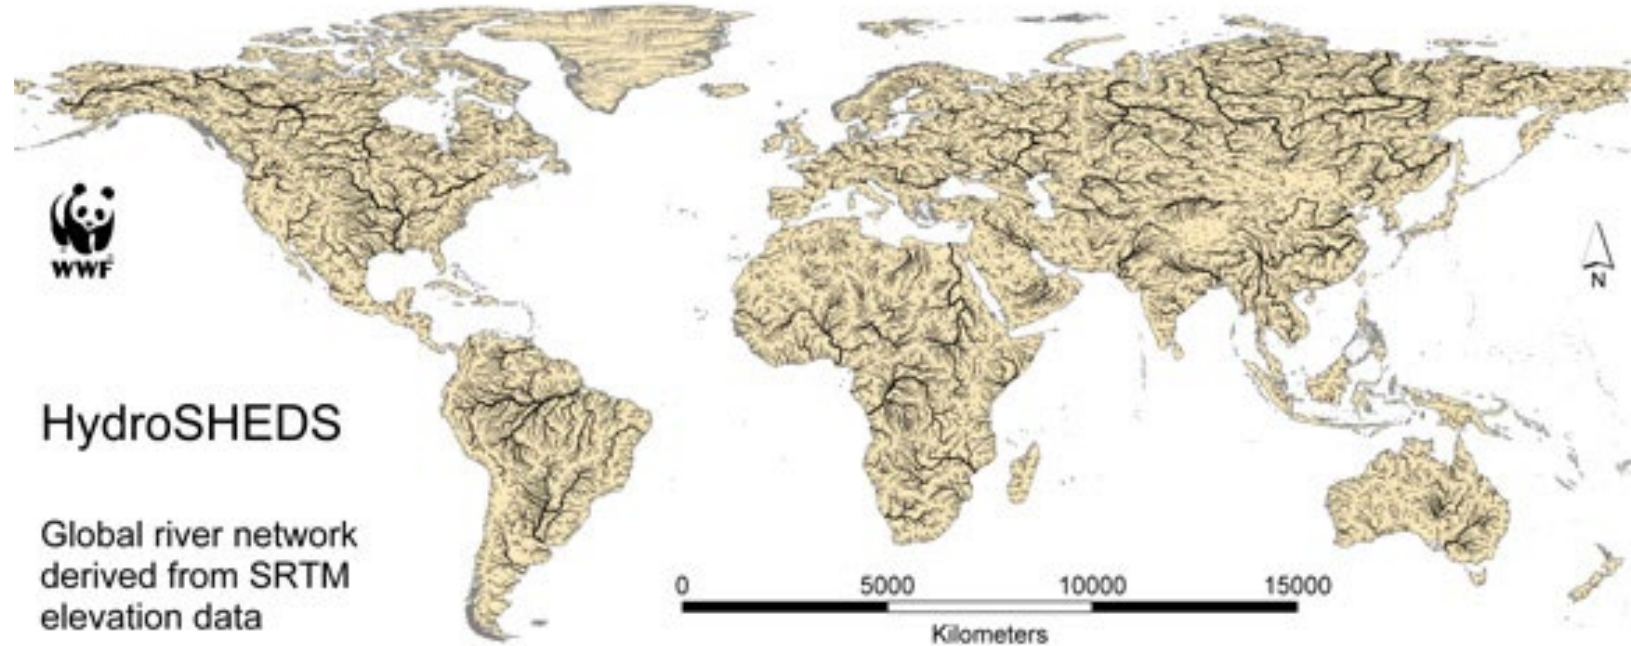 WWF
N
HydroSHEDS
Global river network
derived from SRTM
elevation data
0 5000 10000 15000
Kilometers